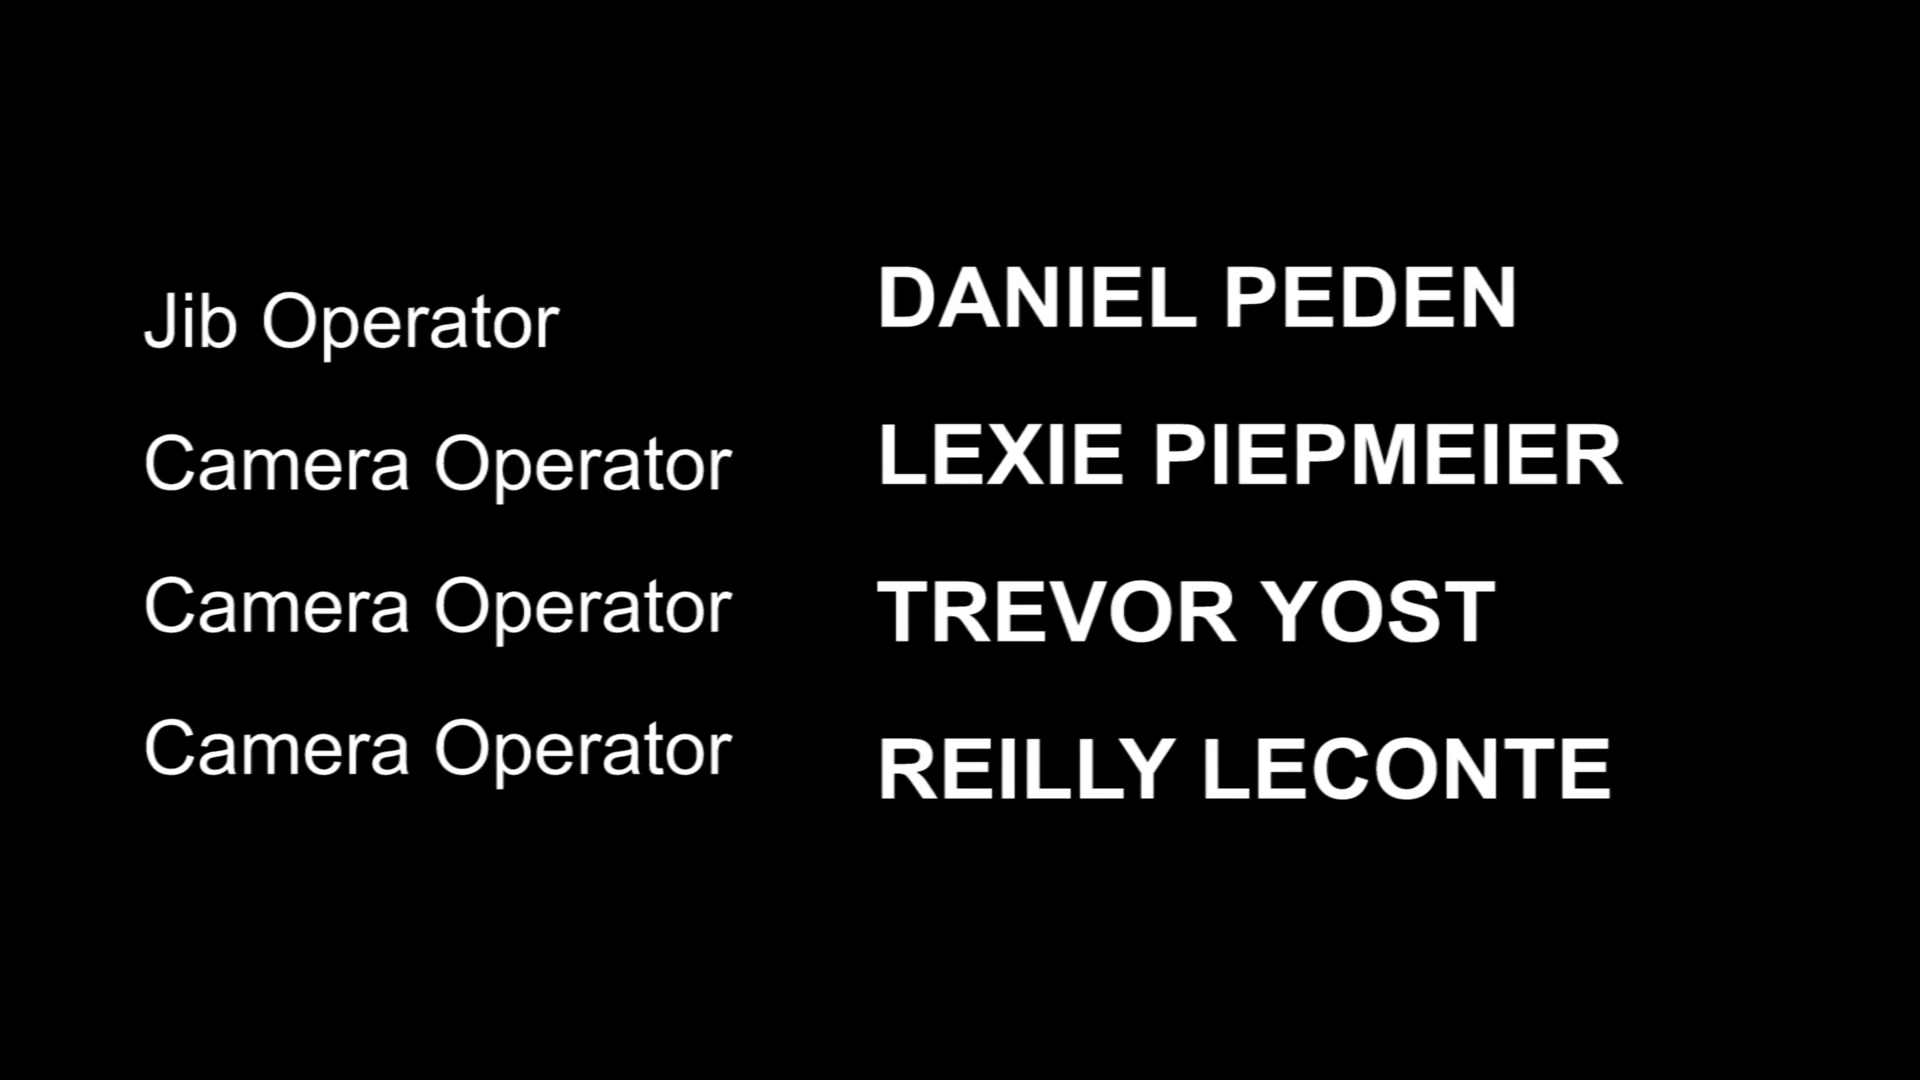 Jib Operator DANIEL PEDEN
Camera Operator LEXIE PIEPMEIER
Camera Operator TREVOR YOST
Camera Operator REILLY LECONTE